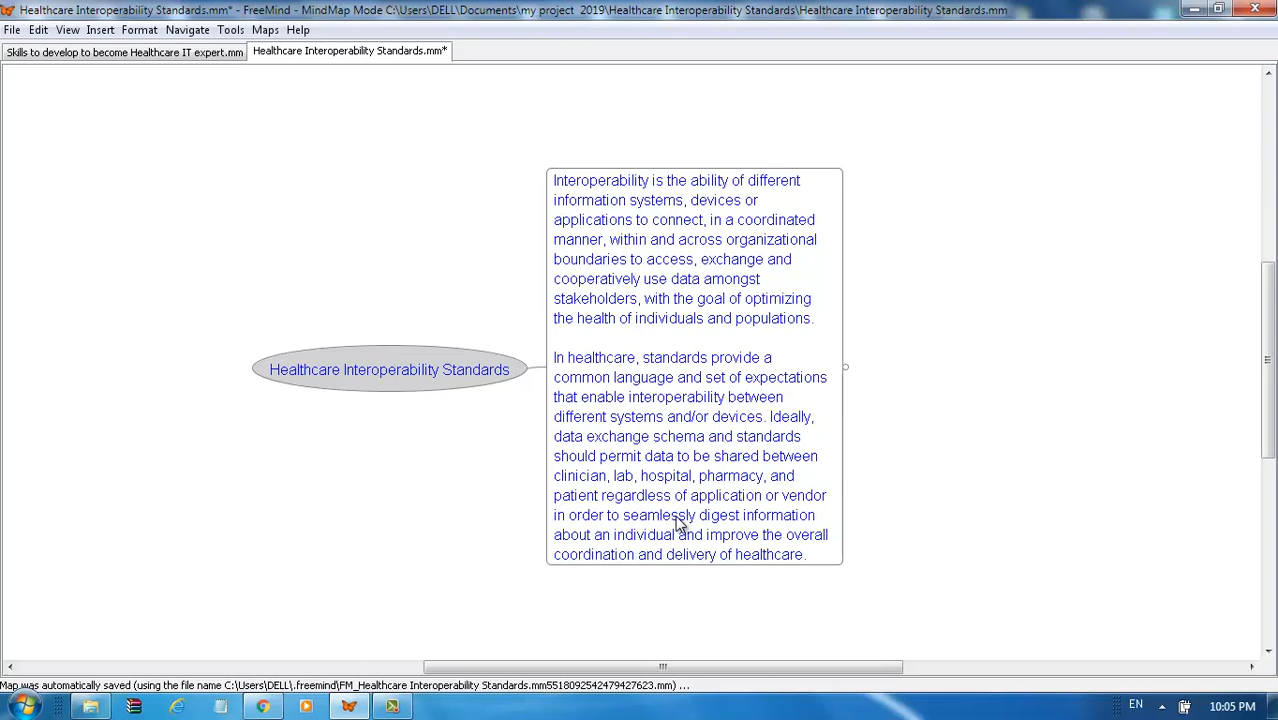 Healthcare Interoperability Standards.mm* - FreeMind - MindMap Mode C:\Users\DELL\Documents\my project  2019\Healthcare Interoperability Standards\Healthcare Interoperability Standards.mm
File Edit View Insert Format Navigate Tools Maps Help
Skills to develop to become Healthcare IT expert.mm
Healthcare Interoperability Standards.mm*
Interoperability is the ability of different
information systems, devices or
applications to connect, in a coordinated
manner, within and across organizational
boundaries to access, exchange and
cooperatively use data amongst
stakeholders, with the goal of optimizing
the health of individuals and populations.
In healthcare, standards provide a
common language and set of expectations
that enable interoperability between
different systems and/or devices. Ideally,
data exchange schema and standards
should permit data to be shared between
clinician, lab, hospital, pharmacy, and
patient regardless of application or vendor
in order to seamlessly digest information
about an individual and improve the overall
coordination and delivery of healthcare.
Healthcare Interoperability Standards
Map was automatically saved (using the file name C:\Users\DELL\.freemind\FM_Healthcare Interoperability Standards.mm5518092542479427623.mm) ...
EN
10:05 PM